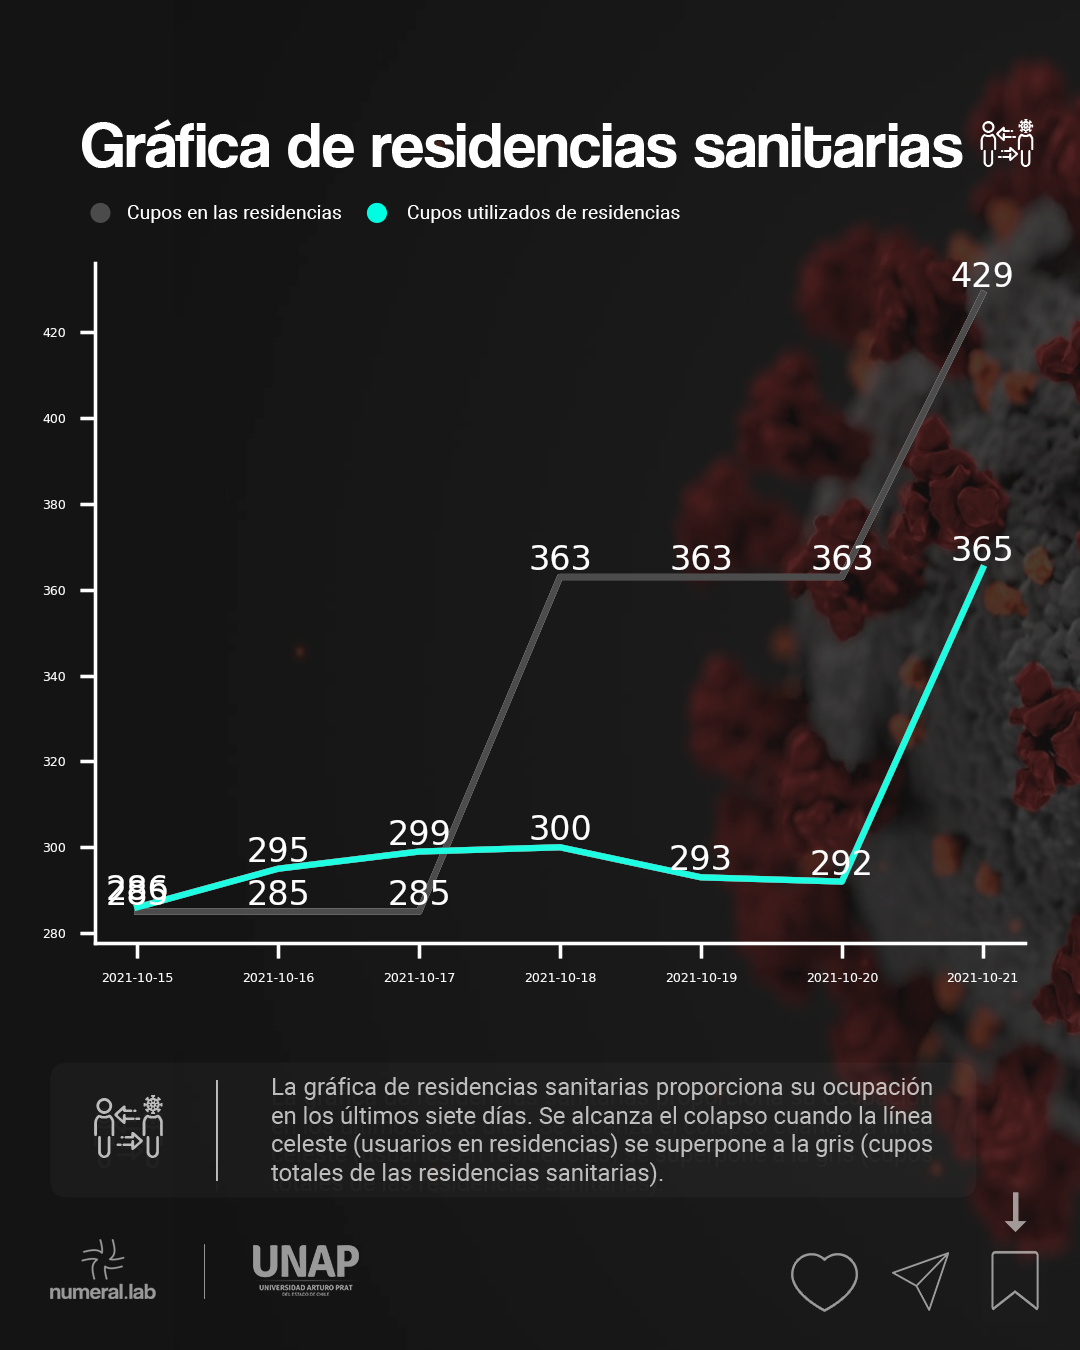 Gráfica de residencias sanitarias
Cupos en las residencias
Cupos utilizados de residencias
429
420
400
380
363
363
363
365
360
340
320
300
299
300
295
293
292
286
285
285
285
280
2021-10-15
2021-10-16
2021-10-17
2021-10-18
2021-10-19
2021-10-20
2021-10-21
La gráfica de residencias sanitarias proporciona su ocupación
en los últimos siete días. Se alcanza el colapso cuando la línea
celeste (usuarios en residencias) se superpone a la gris (cupos
totales de las residencias sanitarias).
numeral.lab
UNAP
UNIVERSIDAD ARTURO PRAT
DEL ESTADO DE CHILE